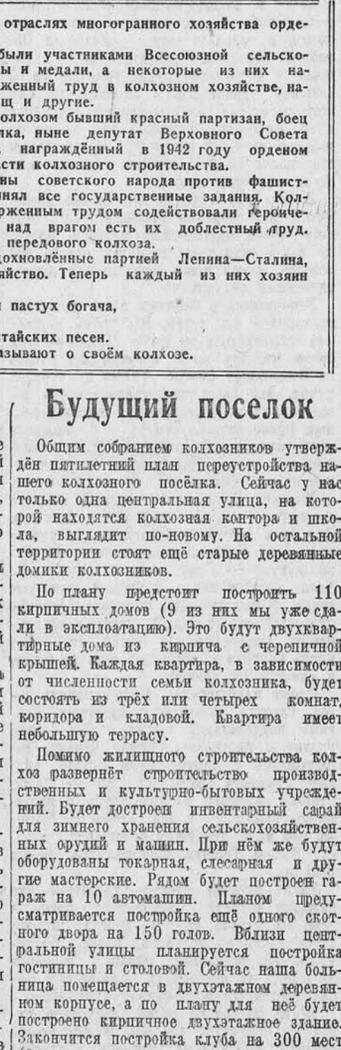 отраслях многогранного хозяйства орде-
были участниками Всесоюзной сельско-
ы и медали, а некоторые из них на-
женный труд в колхозном хозяйстве, на-
щ и другие.
олхозом бывший красный партизан, боец
лка, ныне депутат Верховного Совета
награждённый в 1942 году орденом
сти колхозного строительства.
ны советского народа против фашист-
нял все государственные задания. Кол-
рженным трудом содействовали героиче-
над врагом есть их доблестный труд.
передового колхоза.
дохновлённые партией Ленина—Сталина,
яйство. Теперь каждый из них хозяин
и пастух богача,
тайских песен.
азывают о своём колхозе.
Будущий поселок
Общим собранием колхозников утверж-
дён пятилетний план переустройства на-
шего колхозного посёлка. Сейчас у нас
только одна центральная улица, на кото-
рой находятся колхозная контора и шко-
ла, выглядит по-новому. На остальной
территории стоят ещё старые деревянные
домики колхозников.
По плану предстоит построить 110
кирпичных домов (9 из них мы уже сда-
ли в эксплоатацию). Это будут двухквар-
тирные дома из кирпича с черепичной
крышей. Каждая квартира, в зависимости
от численности семьи колхозника, будет
состоять из трёх или четырех комнат,
коридора и кладовой. Квартира имеет
небольшую террасу.
Помимо жилищного строительства кол-
хоз развернёт строительство производ-
ственных и культурно-бытовых учрежде-
ний. Будет достроен инвентарный сарай
для зимнего хранения сельскохозяйствен-
ных орудий и машин. При нём же будут
оборудованы токарная, слесарная и дру-
гие мастерские. Рядом будет построен га-
раж на 10 автомашин. Планом преду-
сматривается постройка ещё одного скот-
ного двора на 150 голов. Вблизи цент-
ральной улицы планируется постройка
гостиницы и столовой. Сейчас наша боль-
ница помещается в двухэтажном деревян-
ном корпусе, а по плану для неё будет
построено кирпичное двухэтажное здание.
Закончится постройка клуба на 300 мест